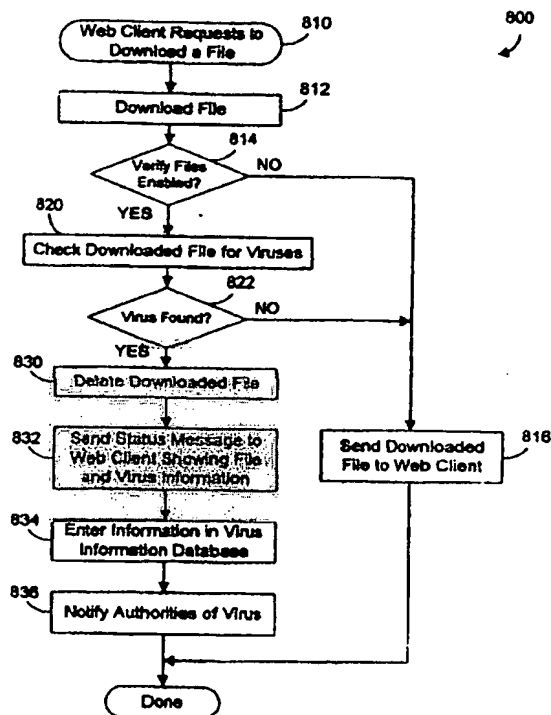 800
810
Web Client Requests to
Download a File
812
Download File
814
Verify Files
Enabled?
NO
YES
820
Check Downloaded File for Viruses
822
Virus Found?
NO
YES
830
Delete Downloaded File
832
Send Status Message to
Web Client Showing File
and Virus Information
816
Send Downloaded
File to Web Client
834
Enter Information in Virus
Information Database
836
Notify Authorities of Virus
Done